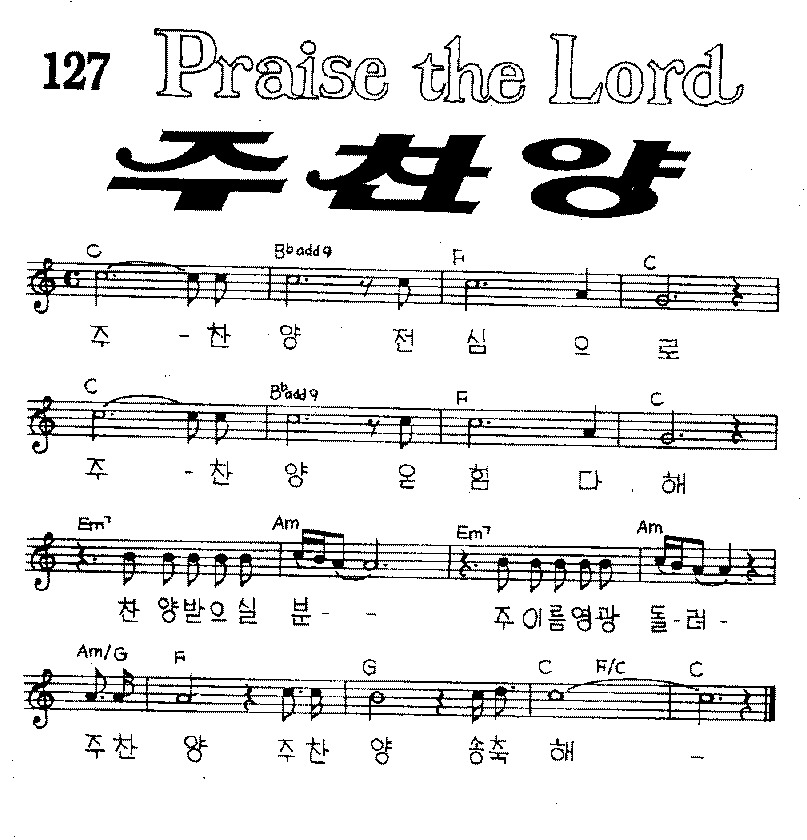 127 Praise the Lord
주찬양
C B♭add9 F C
주 - 찬 양 전 심 으 로
C B♭add9 F C
주 - 찬 양 온 힘 다 해
Em7 Am Em7 Am
찬 양받으실 분 - - 주이름영광 돌-려 -
Am/G F G C F/C C
주찬 양 주찬 양 송축 해 -